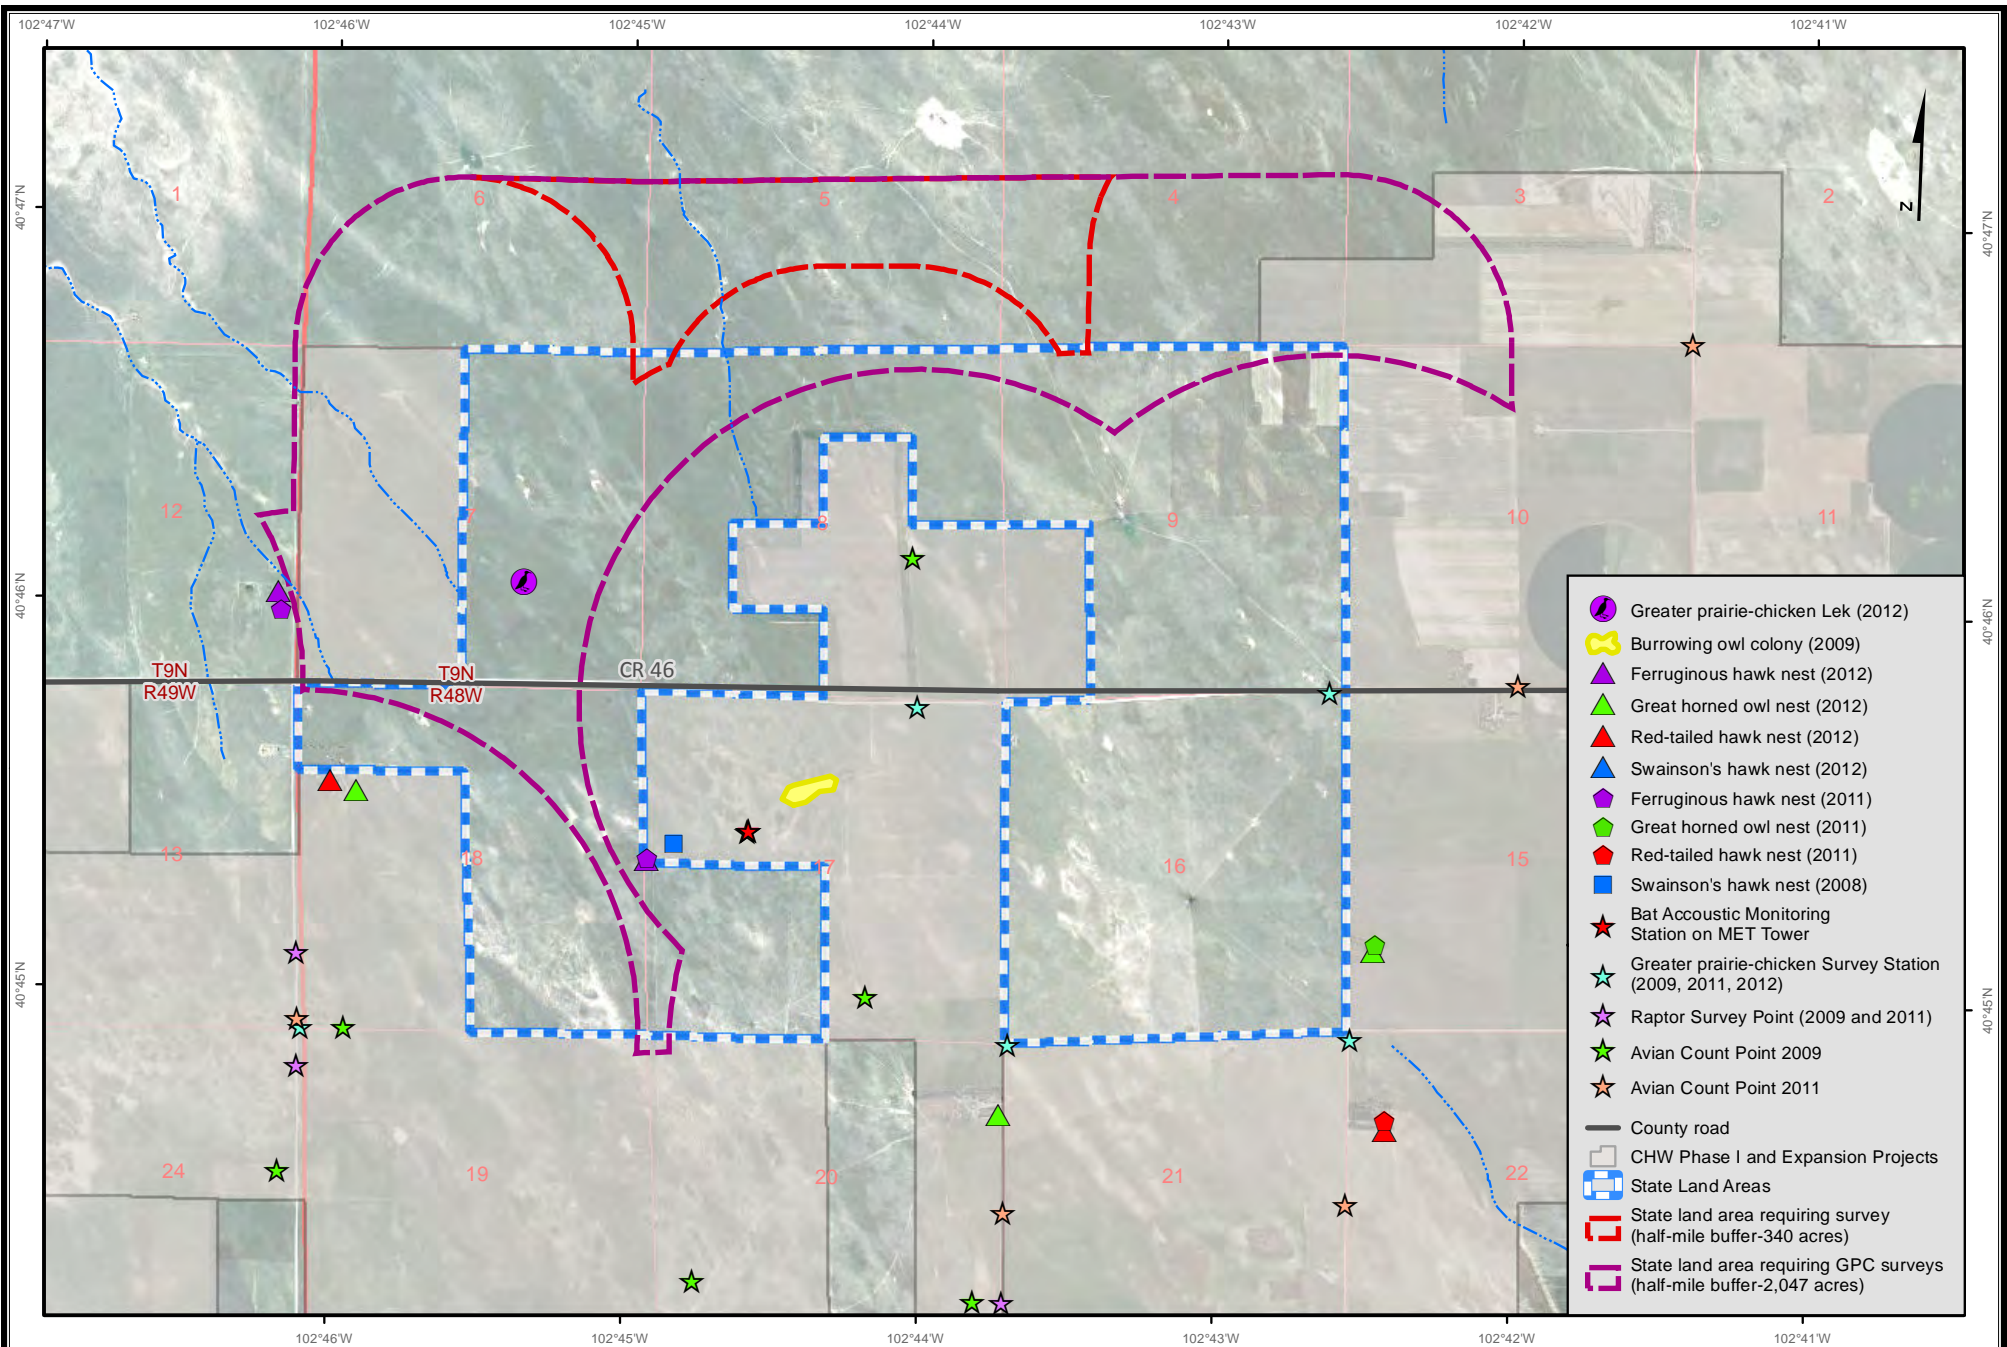 102°47'W
102°46'W
102°45'W
102°44'W
102°43'W
102°42'W
102°41'W
40°47'N
40°47'N
N
1
6
5
4
3
2
12
7
8
9
10
11
40°46'N
40°46'N
T9N
R49W
T9N
R48W
CR 46
13
18
17
16
15
40°45'N
40°45'N
24
19
20
21
22
Greater prairie-chicken Lek (2012)
Burrowing owl colony (2009)
Ferruginous hawk nest (2012)
Great horned owl nest (2012)
Red-tailed hawk nest (2012)
Swainson's hawk nest (2012)
Ferruginous hawk nest (2011)
Great horned owl nest (2011)
Red-tailed hawk nest (2011)
Swainson's hawk nest (2008)
Bat Accoustic Monitoring
Station on MET Tower
Greater prairie-chicken Survey Station
(2009, 2011, 2012)
Raptor Survey Point (2009 and 2011)
Avian Count Point 2009
Avian Count Point 2011
County road
CHW Phase I and Expansion Projects
State Land Areas
State land area requiring survey
(half-mile buffer-340 acres)
State land area requiring GPC surveys
(half-mile buffer-2,047 acres)
102°46'W
102°45'W
102°44'W
102°43'W
102°42'W
102°41'W